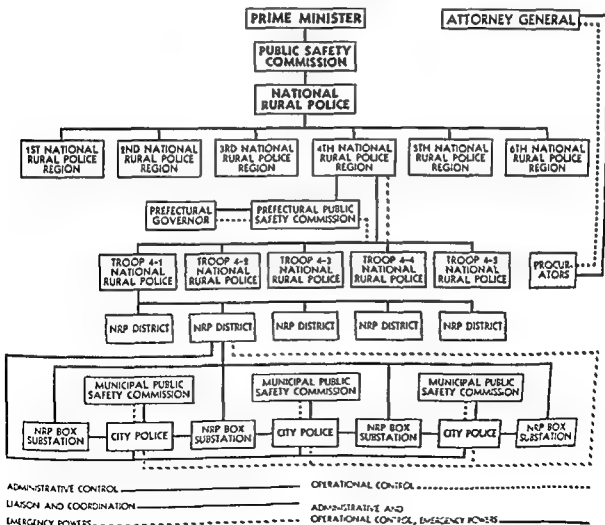 PRIME MINISTER
ATTORNEY GENERAL
PUBLIC SAFETY
COMMISSION
NATIONAL
RURAL POLICE
1ST NATIONAL
RURAL POLICE
REGION
2ND NATIONAL
RURAL POLICE
REGION
3RD NATIONAL
RURAL POLICE
REGION
4TH NATIONAL
RURAL POLICE
REGION
5TH NATIONAL
RURAL POLICE
REGION
6TH NATIONAL
RURAL POLICE
REGION
PREFECTURAL
GOVERNOR
PREFECTURAL PUBLIC
SAFETY COMMISSION
TROOP 4-1
NATIONAL
RURAL POLICE
TROOP 4-2
NATIONAL
RURAL POLICE
TROOP 4-3
NATIONAL
RURAL POLICE
TROOP 4-4
NATIONAL
RURAL POLICE
TROOP 4-5
NATIONAL
RURAL POLICE
PROCUR-
ATORS
NRP DISTRICT
NRP DISTRICT
NRP DISTRICT
NRP DISTRICT
NRP DISTRICT
MUNICIPAL PUBLIC
SAFETY COMMISSION
MUNICIPAL PUBLIC
SAFETY COMMISSION
MUNICIPAL PUBLIC
SAFETY COMMISSION
NRP BOX
SUBSTATION
CITY POLICE
NRP BOX
SUBSTATION
CITY POLICE
NRP BOX
SUBSTATION
CITY POLICE
NRP BOX
SUBSTATION
ADMINISTRATIVE CONTROL
OPERATIONAL CONTROL
LIAISON AND COORDINATION
EMERGENCY POWERS
ADMINISTRATIVE AND
OPERATIONAL CONTROL, EMERGENCY POWERS